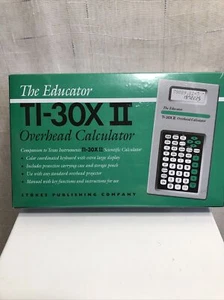 The Educator
TI-30X II
Overhead Calculator
Companion to Texas Instruments TI-30X II Scientific Calculator
- Color coordinated keyboard with extra large display
- Includes protective carrying case and storage pouch
- Use with any standard overhead projector
- Manual with key functions and instructions for use
STOKES PUBLISHING COMPANY
The Educator
TI-30X II Overhead Calculator